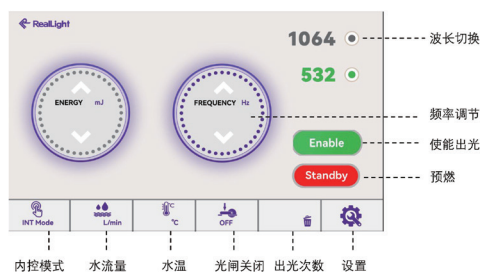 RealLight
1064
波长切换
532
ENERGY mJ
FREQUENCY Hz
频率调节
Enable
使能出光
Standby
预燃
INT Mode
L/min
°C
°C
OFF
内控模式
水流量
水温
光闸关闭
出光次数
设置